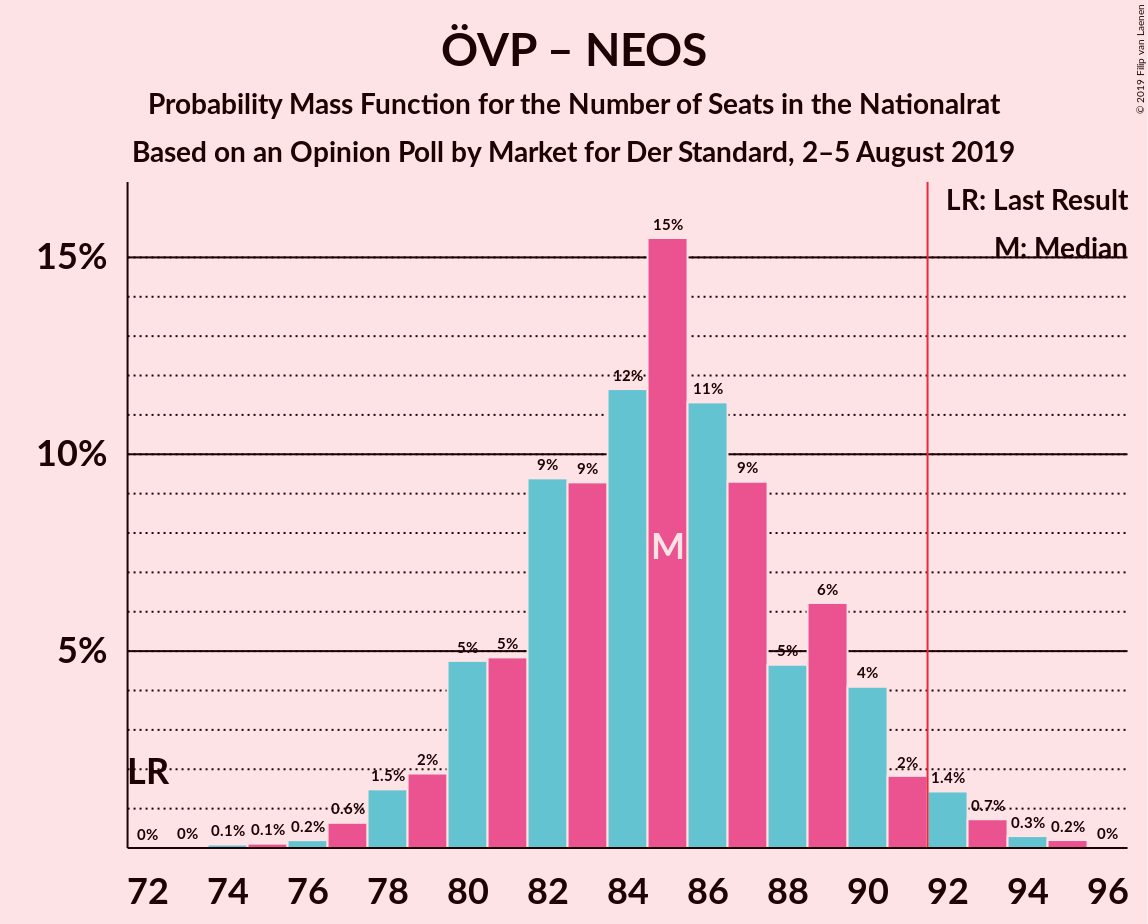 ÖVP – NEOS
Probability Mass Function for the Number of Seats in the Nationalrat
Based on an Opinion Poll by Market for Der Standard, 2–5 August 2019
© 2019 Filip van Laenen
LR: Last Result
M: Median
15%
10%
5%
LR
M
0% 0% 0.1% 0.1% 0.2% 0.6% 1.5% 2% 5% 5% 9% 9% 12% 15% 11% 9% 5% 6% 4% 2% 1.4% 0.7% 0.3% 0.2% 0%
72 74 76 78 80 82 84 86 88 90 92 94 96